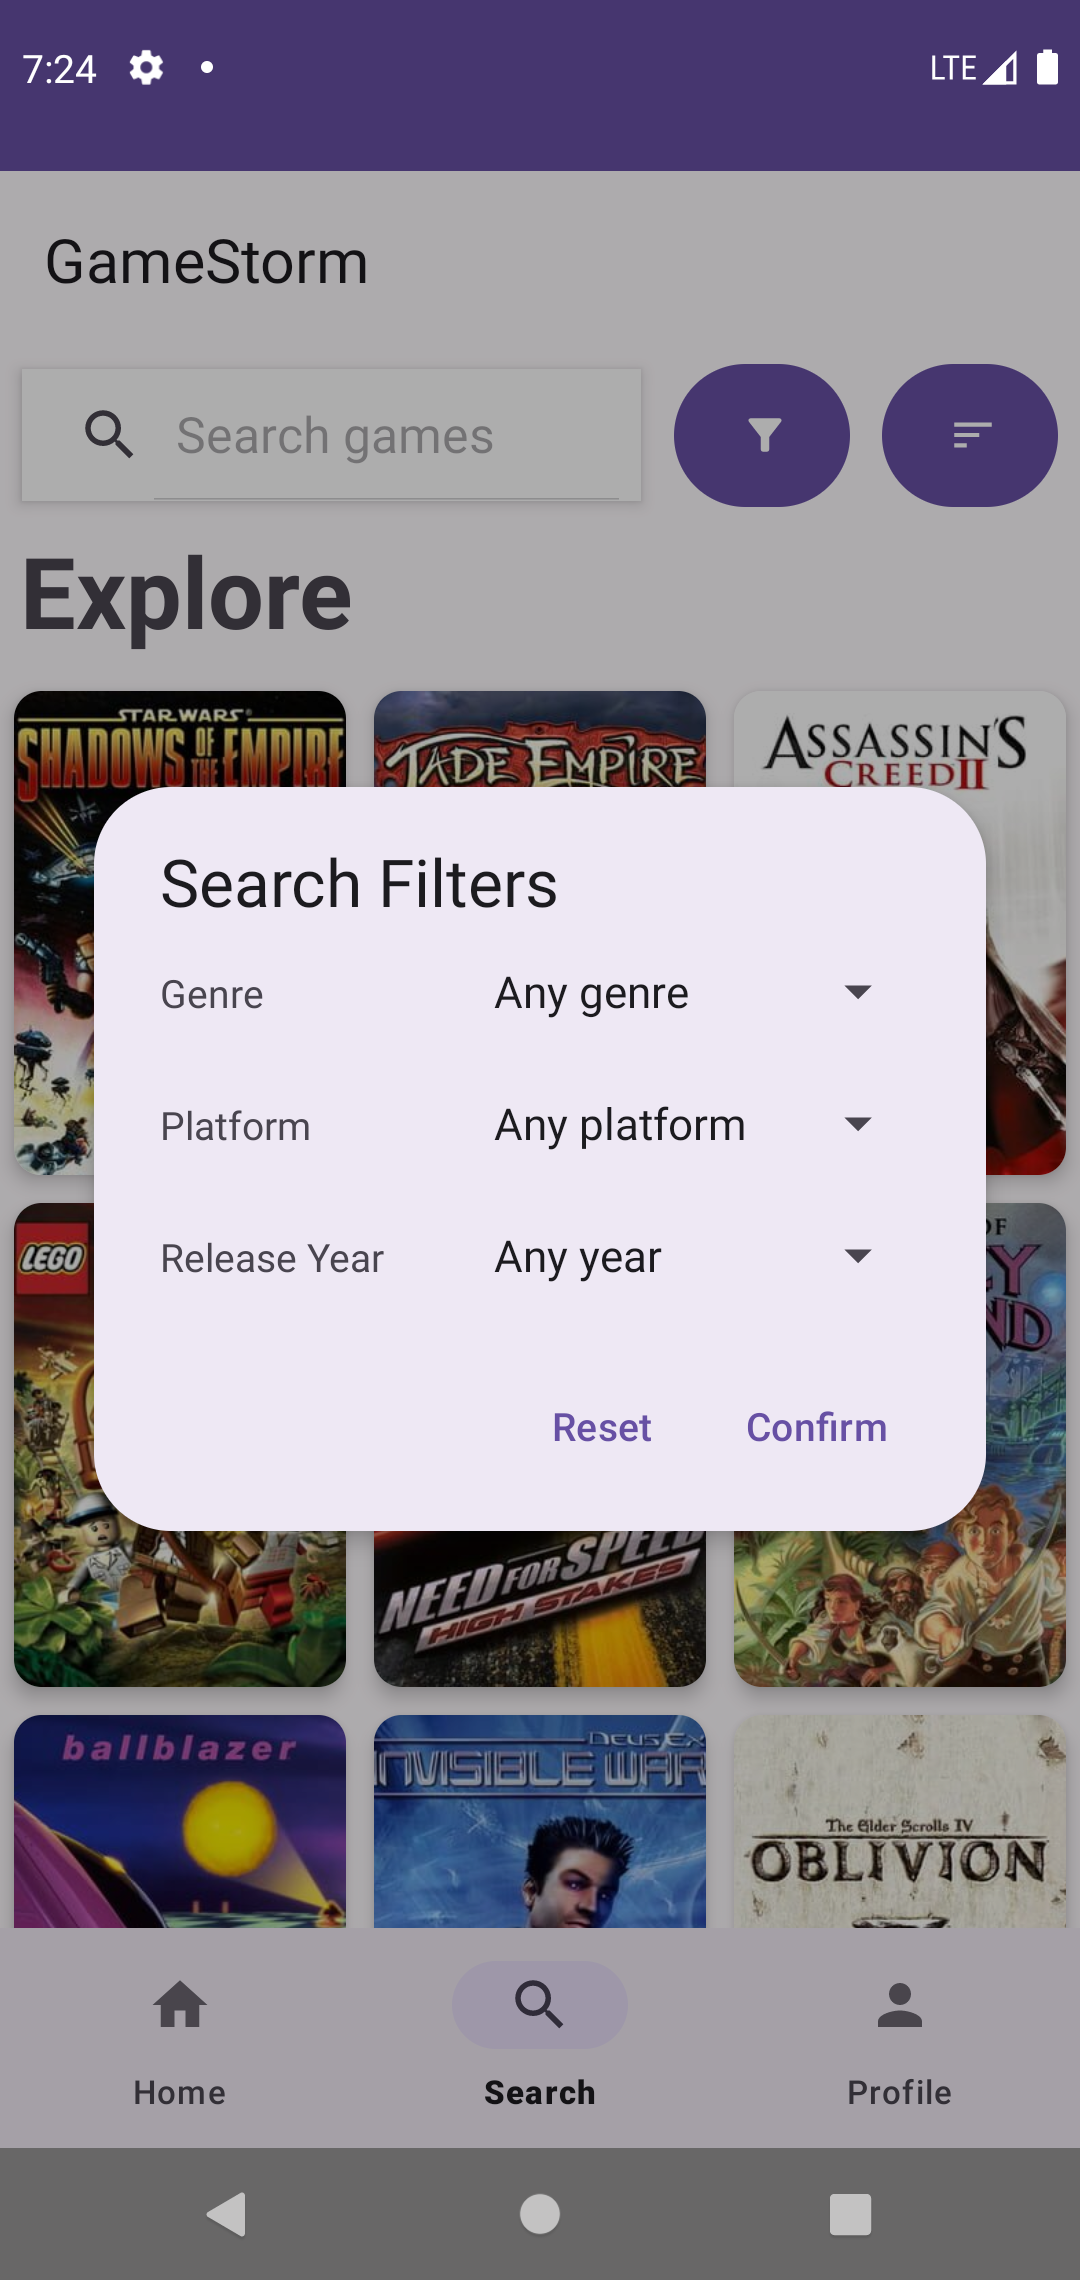 7:24
LTE
GameStorm
Search games
Explore
STAR WARS
SHADOWS OF THE EMPIRE
JADE EMPIRE
ASSASSIN'S
CREED II
Search Filters
Genre Any genre
Platform Any platform
Release Year Any year
Reset Confirm
LEGO
OF
NEED FOR SPEED
HIGH STAKES
ballblazer
DEUS EX
INVISIBLE WAR
The Elder Scrolls IV
OBLIVION
Home
Search
Profile